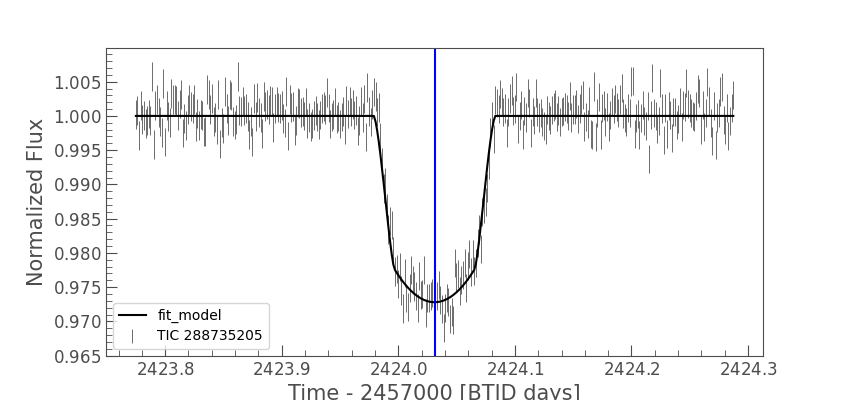 Normalized Flux
1.005
1.000
0.995
0.990
0.985
0.980
0.975
0.970
0.965
fit_model
TIC 288735205
2423.8 2423.9 2424.0 2424.1 2424.2 2424.3
Time - 2457000 [BTJD days]